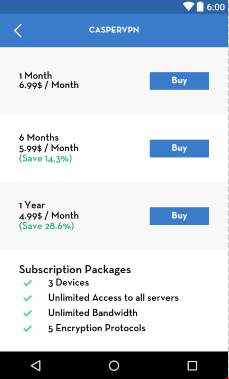 6:00
CASPERVPN
1 Month
6.99$ / Month
Buy
6 Months
5.99$ / Month
(Save 14.3%)
Buy
1 Year
4.99$ / Month
(Save 28.6%)
Buy
Subscription Packages
3 Devices
Unlimited Access to all servers
Unlimited Bandwidth
5 Encryption Protocols